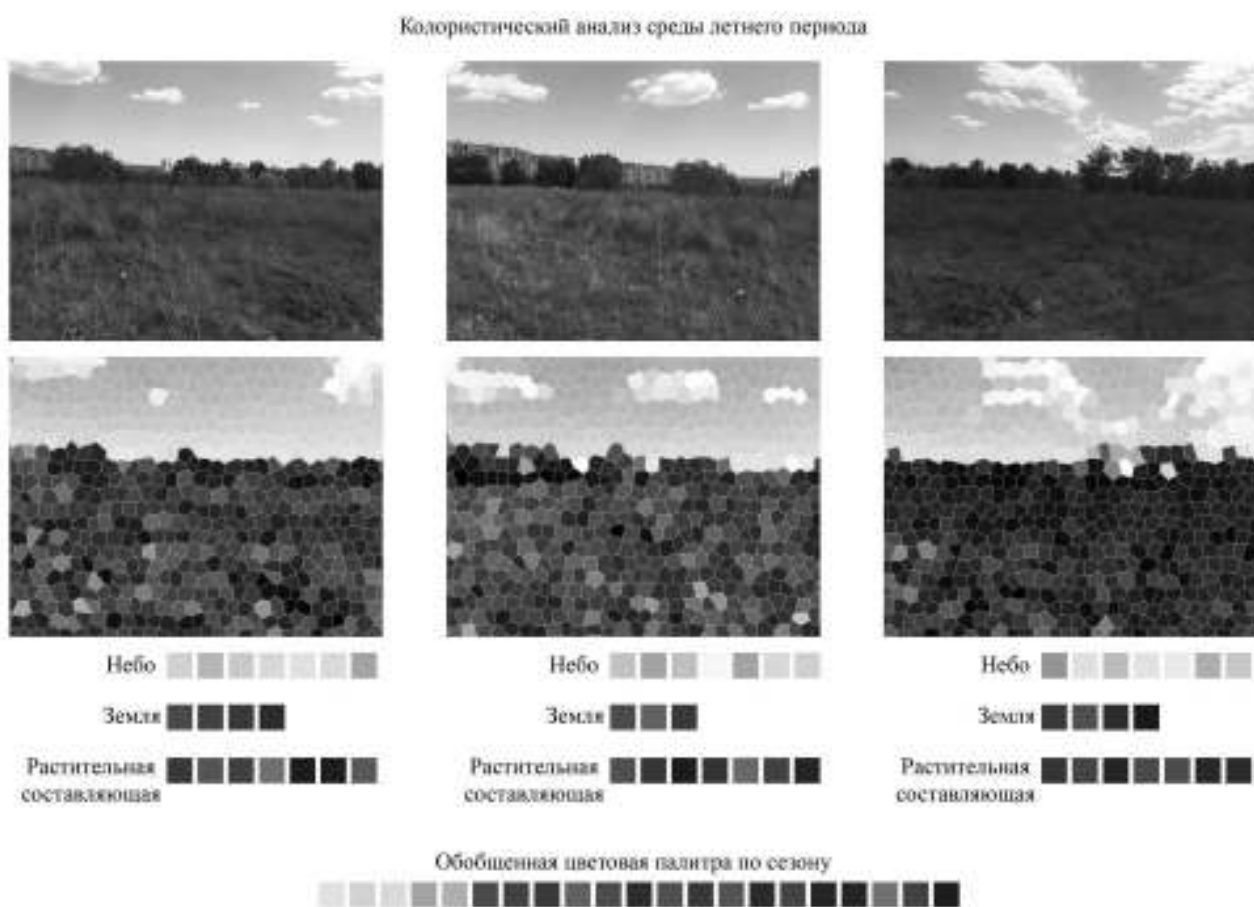 Колористический анализ среды летнего периода
Небо
Земля
Растительная
составляющая
Небо
Земля
Растительная
составляющая
Небо
Земля
Растительная
составляющая
Обобщенная цветовая палитра по сезону